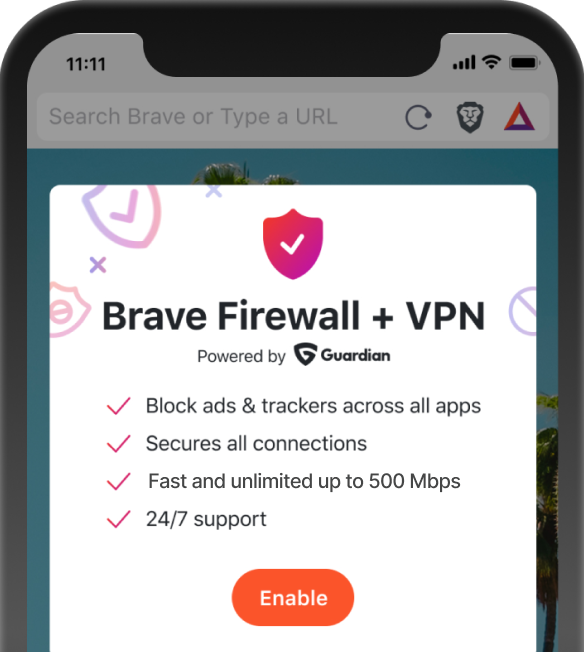 11:11
Search Brave or Type a URL
Brave Firewall + VPN
Powered by Guardian
Block ads & trackers across all apps
Secures all connections
Fast and unlimited up to 500 Mbps
24/7 support
Enable